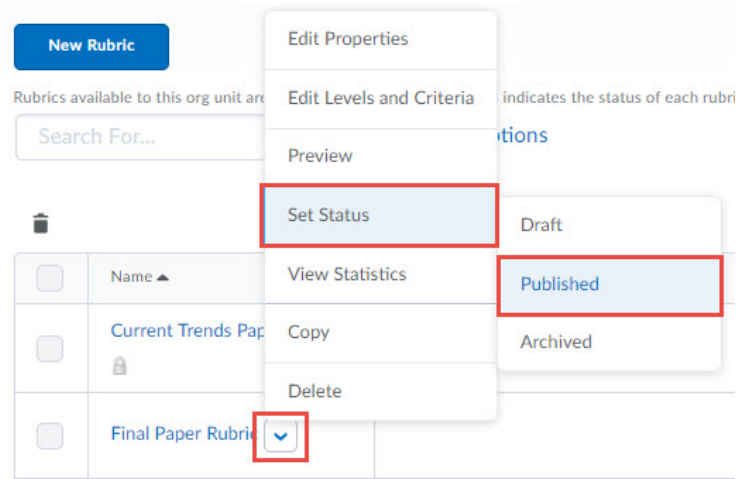 New Rubric
Rubrics available to this org unit are
indicates the status of each rubri
Search For...
Name
Current Trends Pap
Final Paper Rubric
Edit Properties
Edit Levels and Criteria
Preview
Set Status
View Statistics
Copy
Delete
Draft
Published
Archived